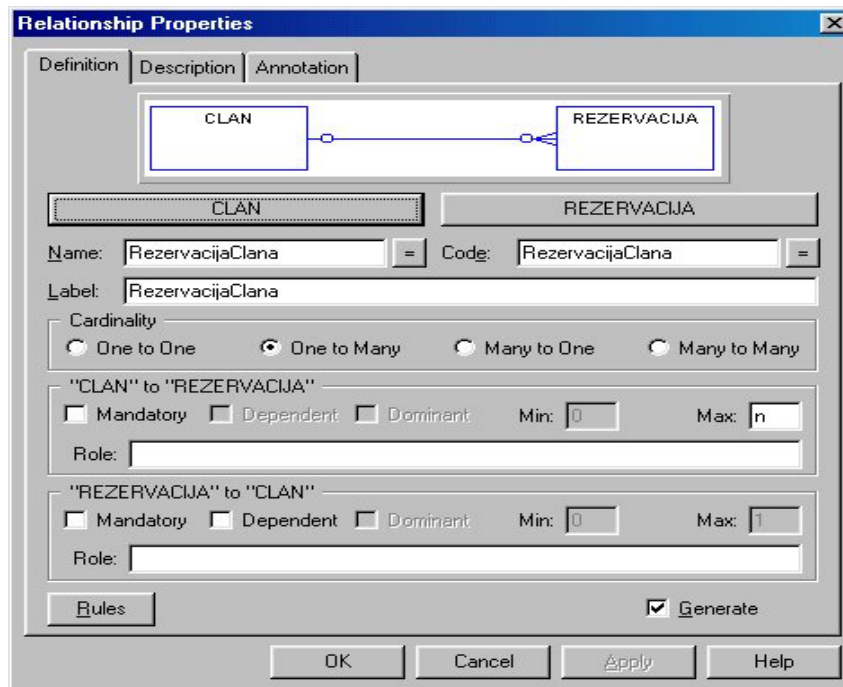 Relationship Properties
Definition Description Annotation
CLAN REZERVACIJA
CLAN REZERVACIJA
Name: RezervacijaClana = Code: RezervacijaClana =
Label: RezervacijaClana
Cardinality
One to One One to Many Many to One Many to Many
"CLAN" to "REZERVACIJA"
Mandatory Dependent Dominant Min: 0 Max: n
Role:
"REZERVACIJA" to "CLAN"
Mandatory Dependent Dominant Min: 0 Max: 1
Role:
Rules Generate
OK Cancel Apply Help